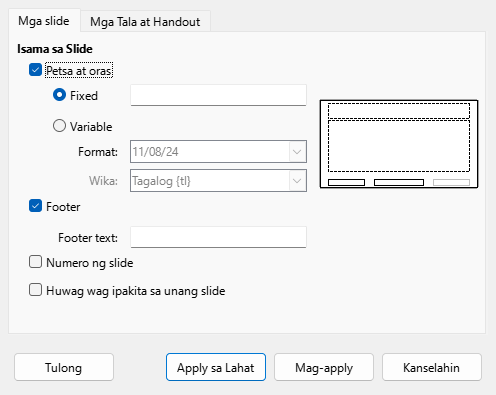 Mga slide Mga Tala at Handout
Isama sa Slide
Petsa at oras
Fixed
Variable
Format: 11/08/24
Wika: Tagalog {tl}
Footer
Footer text:
Numero ng slide
Huwag wag ipakita sa unang slide
Tulong Apply sa Lahat Mag-apply Kanselahin